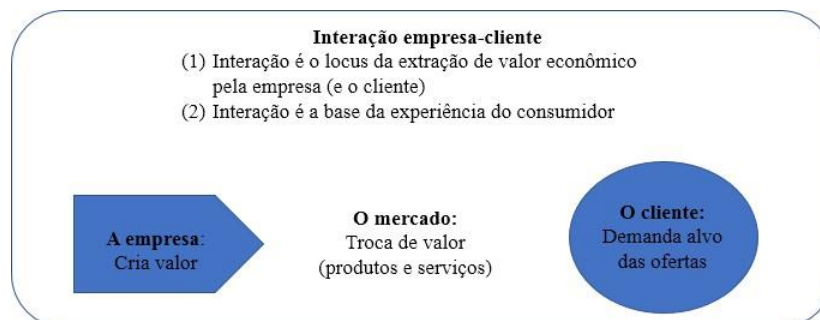 Interação empresa-cliente
(1) Interação é o locus da extração de valor econômico
pela empresa (e o cliente)
(2) Interação é a base da experiência do consumidor
A empresa:
Cria valor
O mercado:
Troca de valor
(produtos e serviços)
O cliente:
Demanda alvo
das ofertas